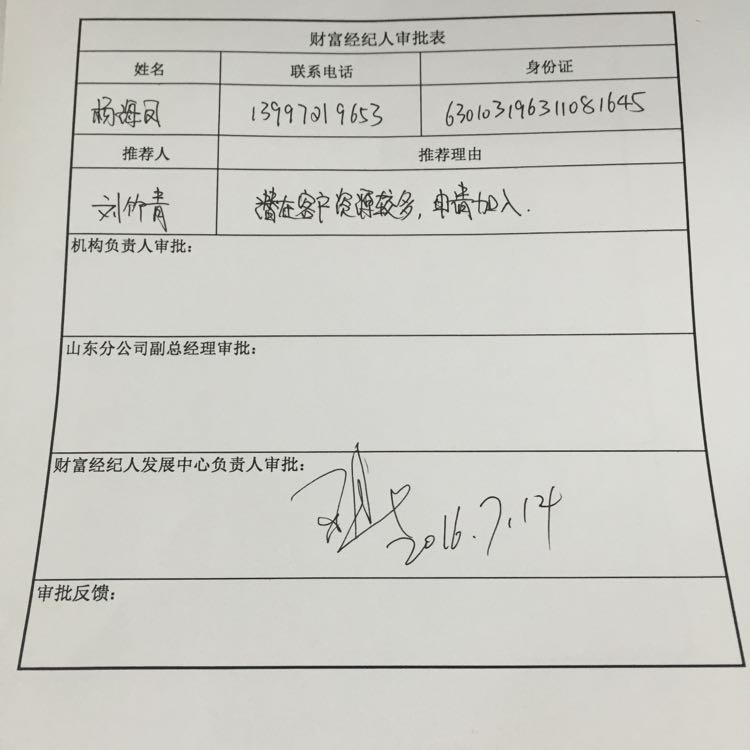 财富经纪人审批表
姓名 联系电话 身份证
杨海凤 13997219653 630103196311081645
推荐人 推荐理由
刘竹青 潜在客户资源较多，申请加入.
机构负责人审批：
山东分公司副总经理审批：
财富经纪人发展中心负责人审批：
2016.7.14
审批反馈：